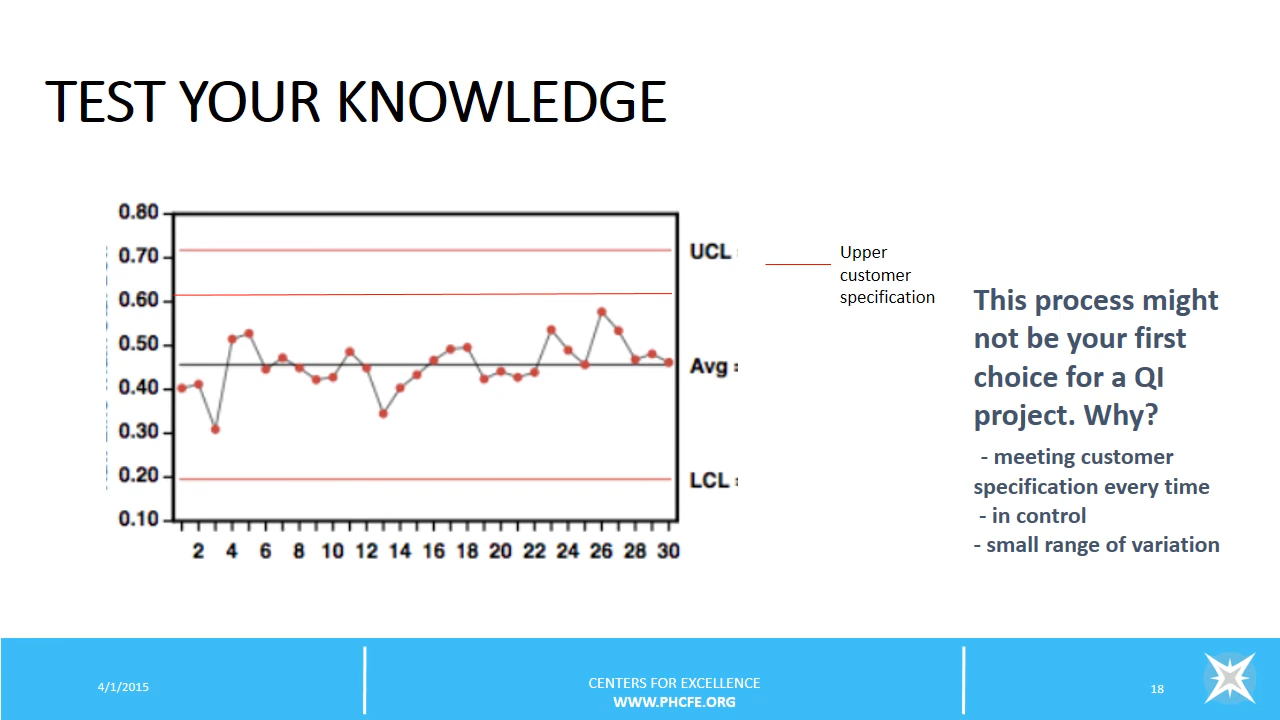 TEST YOUR KNOWLEDGE
0.80
0.70
0.60
0.50
0.40
0.30
0.20
0.10
2 4 6 8 10 12 14 16 18 20 22 24 26 28 30
UCL
Avg =
LCL =
Upper
customer
specification
This process might
not be your first
choice for a QI
project. Why?
- meeting customer
specification every time
- in control
- small range of variation
4/1/2015
CENTERS FOR EXCELLENCE
WWW.PHCFE.ORG
18